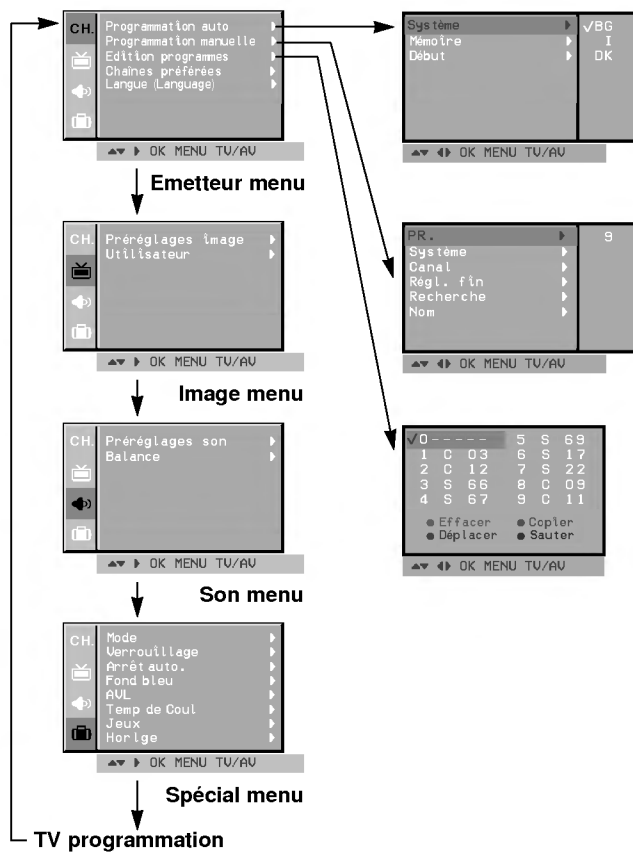 CH.
Programmation auto
Programmation manuelle
Edition programmes
Chaînes préférées
Langue (Language)
OK MENU TV/AV
Emetteur menu
Système
Mémoire
Début
✓BG
I
DK
OK MENU TV/AV
CH.
Préréglages image
Utilisateur
OK MENU TV/AV
Image menu
PR.
Système
Canal
Régl. fin
Recherche
Nom
9
OK MENU TV/AV
CH.
Préréglages son
Balance
OK MENU TV/AV
Son menu
✓0 - - - - - 5 S 69
1 C 03 6 S 17
2 C 12 7 S 22
3 S 66 8 C 09
4 S 67 9 C 11
● Effacer ● Copier
● Déplacer ● Sauter
OK MENU TV/AV
CH.
Mode
Verrouillage
Arrêt auto.
Fond bleu
AVL
Temp de Coul
Jeux
Horlge
OK MENU TV/AV
Spécial menu
TV programmation